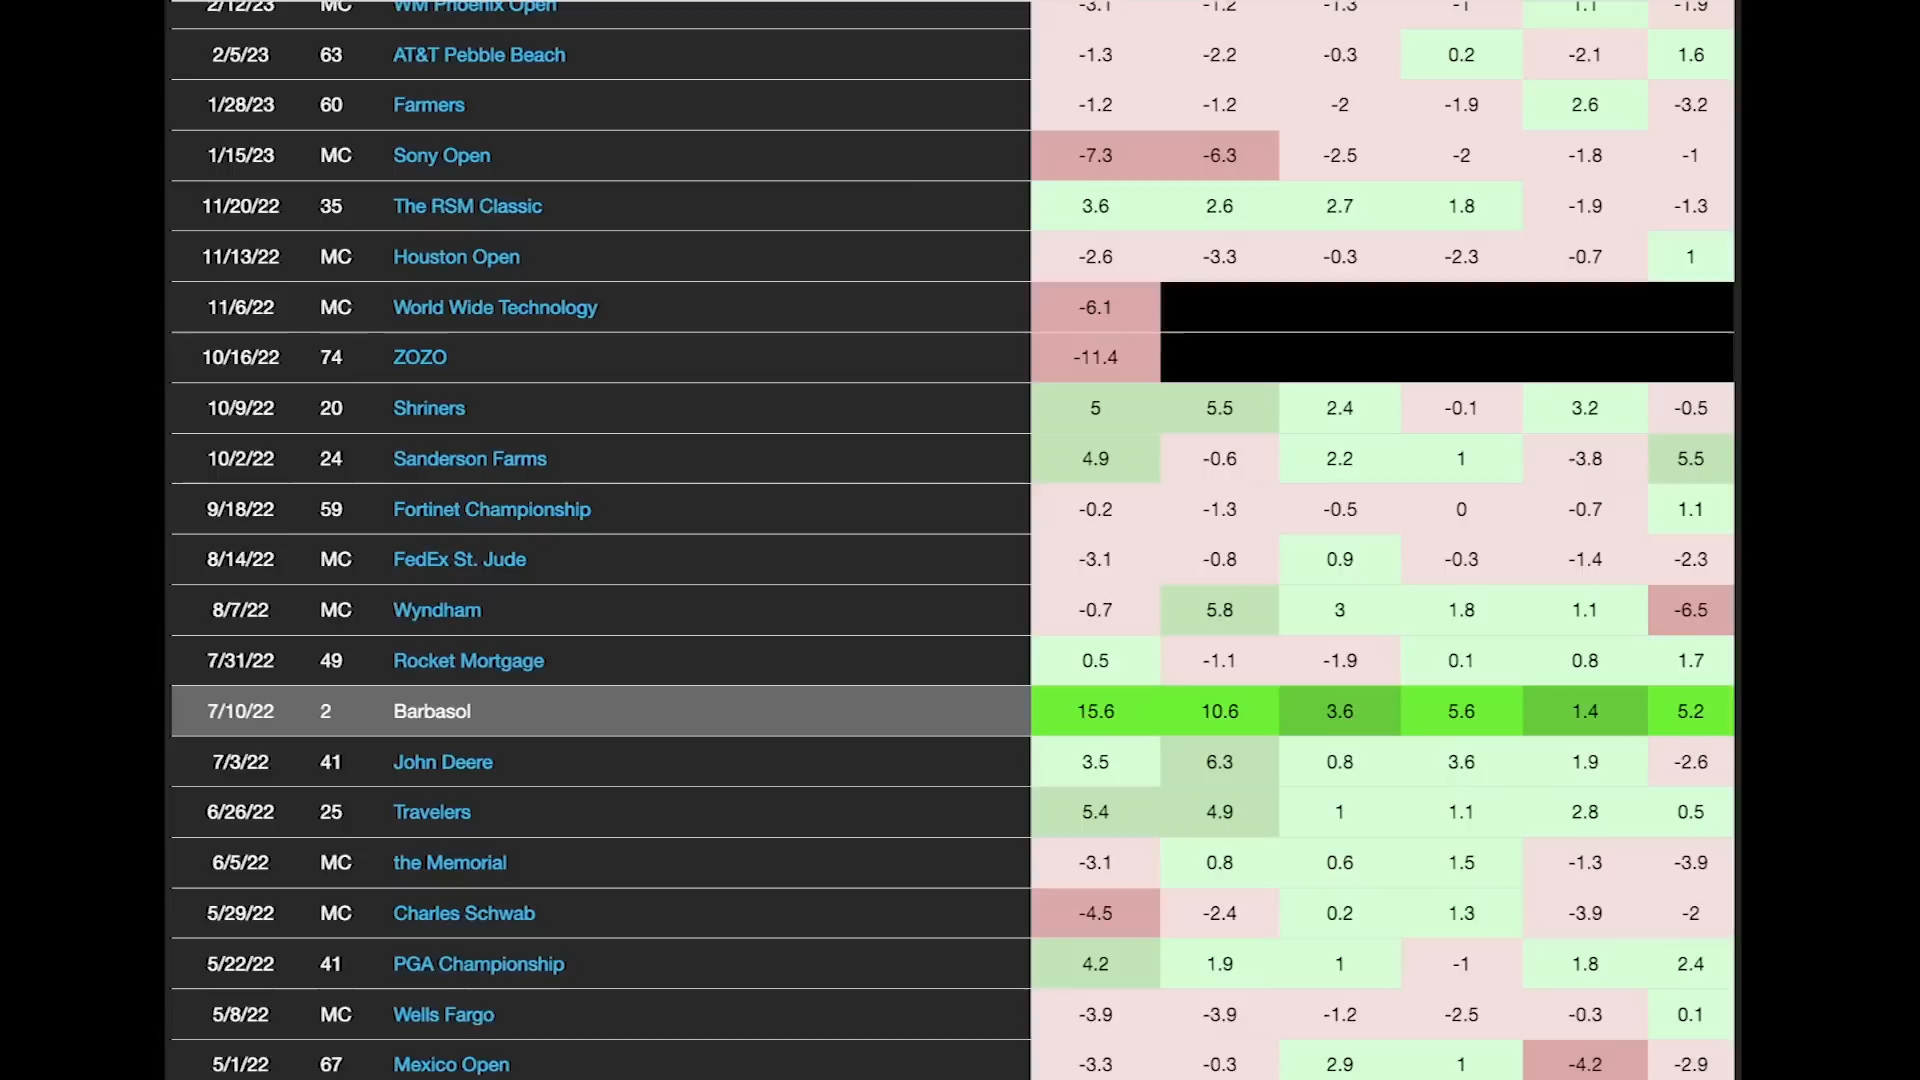 2/12/23 MC WM Phoenix Open -3.1 -1.2 -1.3 -1 1.1 -1.9
2/5/23 63 AT&T Pebble Beach -1.3 -2.2 -0.3 0.2 -2.1 1.6
1/28/23 60 Farmers -1.2 -1.2 -2 -1.9 2.6 -3.2
1/15/23 MC Sony Open -7.3 -6.3 -2.5 -2 -1.8 -1
11/20/22 35 The RSM Classic 3.6 2.6 2.7 1.8 -1.9 -1.3
11/13/22 MC Houston Open -2.6 -3.3 -0.3 -2.3 -0.7 1
11/6/22 MC World Wide Technology -6.1
10/16/22 74 ZOZO -11.4
10/9/22 20 Shriners 5 5.5 2.4 -0.1 3.2 -0.5
10/2/22 24 Sanderson Farms 4.9 -0.6 2.2 1 -3.8 5.5
9/18/22 59 Fortinet Championship -0.2 -1.3 -0.5 0 -0.7 1.1
8/14/22 MC FedEx St. Jude -3.1 -0.8 0.9 -0.3 -1.4 -2.3
8/7/22 MC Wyndham -0.7 5.8 3 1.8 1.1 -6.5
7/31/22 49 Rocket Mortgage 0.5 -1.1 -1.9 0.1 0.8 1.7
7/10/22 2 Barbasol 15.6 10.6 3.6 5.6 1.4 5.2
7/3/22 41 John Deere 3.5 6.3 0.8 3.6 1.9 -2.6
6/26/22 25 Travelers 5.4 4.9 1 1.1 2.8 0.5
6/5/22 MC the Memorial -3.1 0.8 0.6 1.5 -1.3 -3.9
5/29/22 MC Charles Schwab -4.5 -2.4 0.2 1.3 -3.9 -2
5/22/22 41 PGA Championship 4.2 1.9 1 -1 1.8 2.4
5/8/22 MC Wells Fargo -3.9 -3.9 -1.2 -2.5 -0.3 0.1
5/1/22 67 Mexico Open -3.3 -0.3 2.9 1 -4.2 -2.9